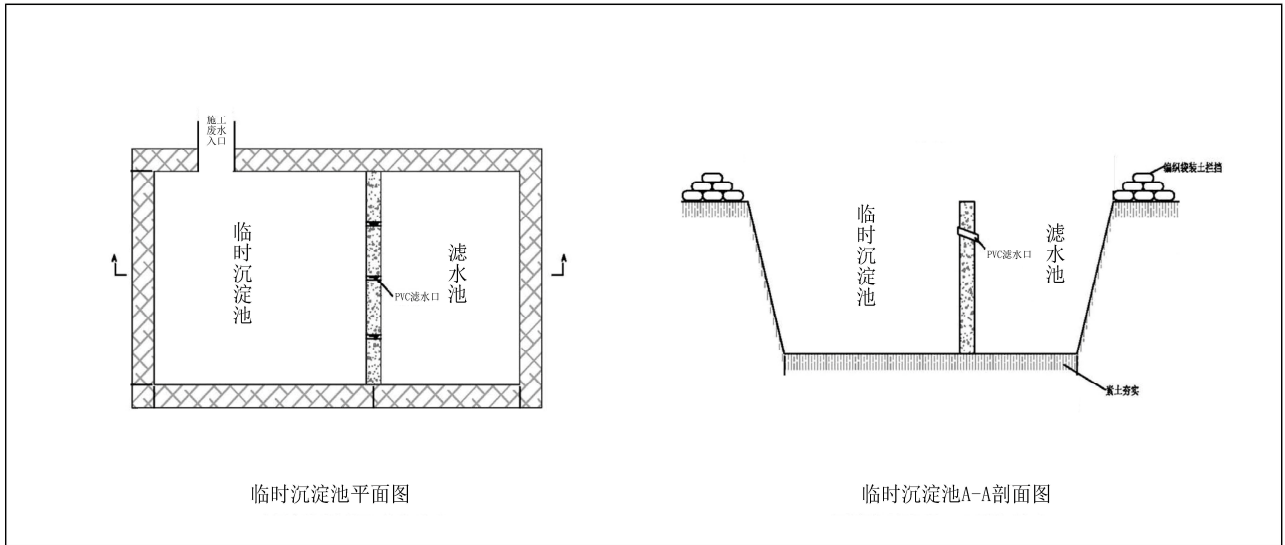 施工
废水
入口
临时沉淀池
滤水池
PVC滤水口
A
A
临时沉淀池平面图
编织袋装土拦挡
临时沉淀池
滤水池
PVC滤水口
素土夯实
临时沉淀池A-A剖面图